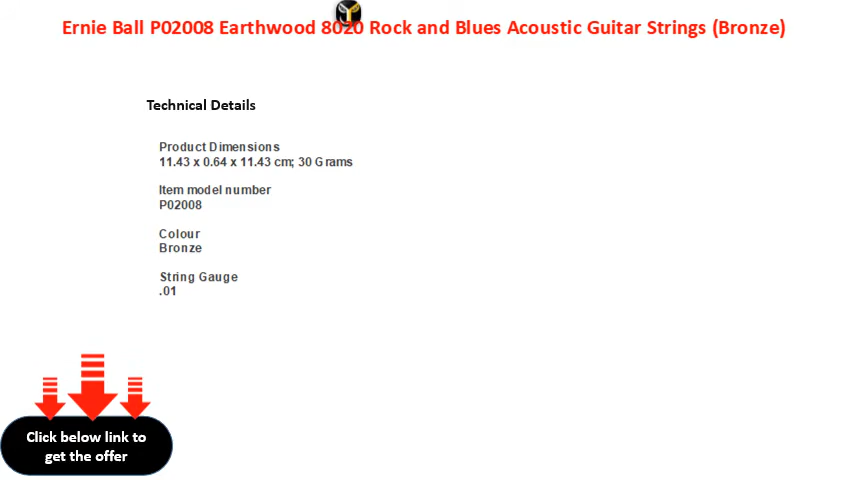 Ernie Ball P02008 Earthwood 8020 Rock and Blues Acoustic Guitar Strings (Bronze)
Technical Details
Product Dimensions
11.43 x 0.64 x 11.43 cm; 30 Grams
Item model number
P02008
Colour
Bronze
String Gauge
.01
Click below link to
get the offer